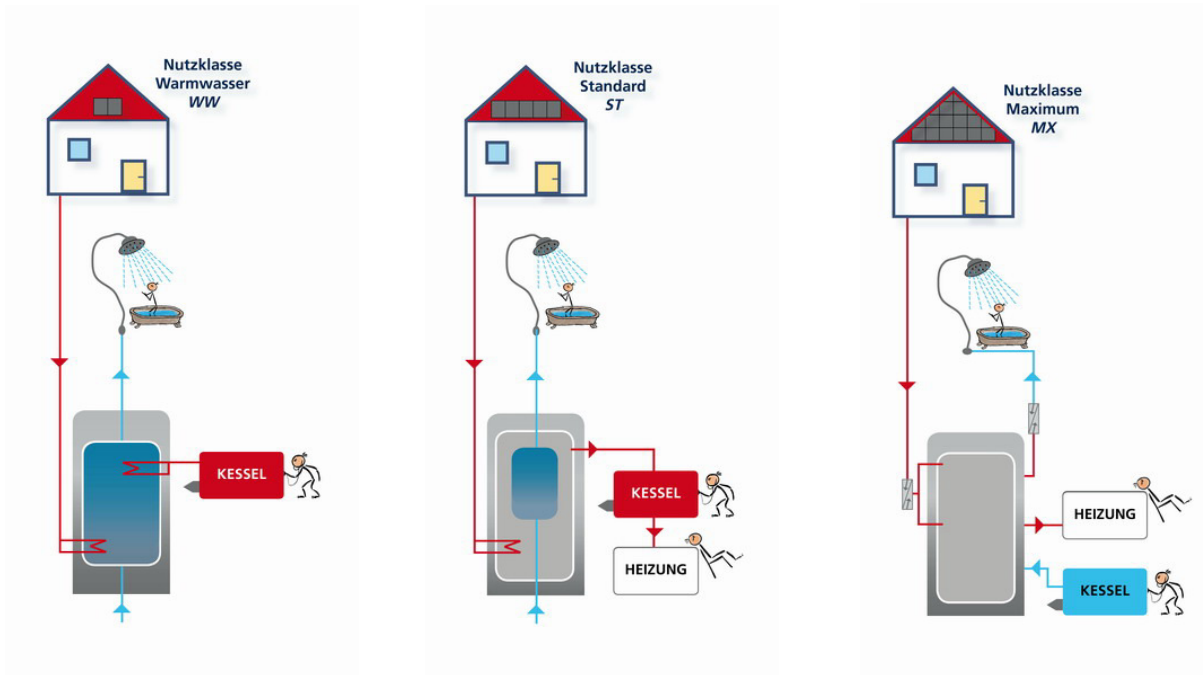 Nutzklasse
Warmwasser
WW
KESSEL
Nutzklasse
Standard
ST
KESSEL
HEIZUNG
Nutzklasse
Maximum
MX
HEIZUNG
KESSEL